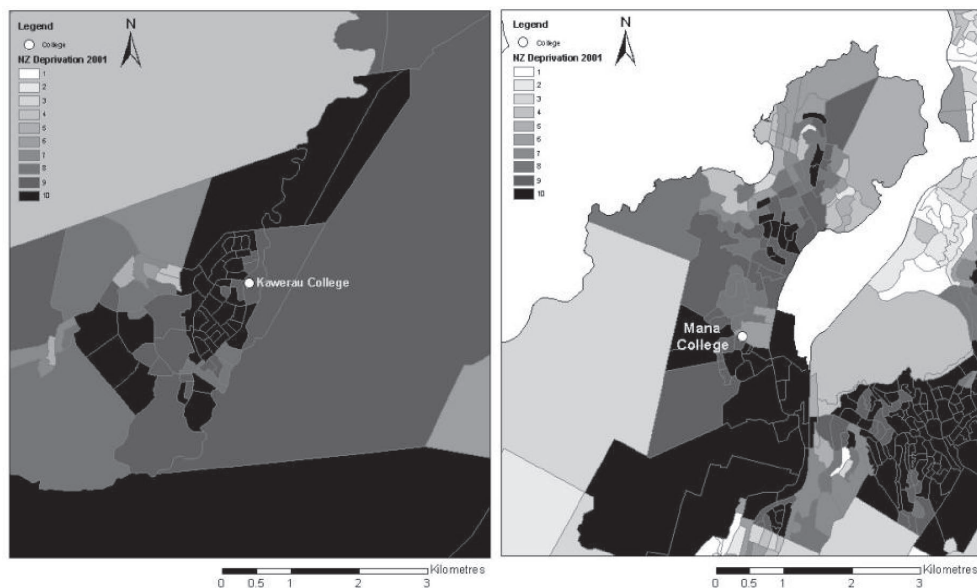 Legend
N
College
NZ Deprivation 2001
1
2
3
4
5
6
7
8
9
10
Kawerau College
Kilometres
0 0.5 1 2 3
Legend
N
College
NZ Deprivation 2001
1
2
3
4
5
6
7
8
9
10
Mana
College
Kilometres
0 0.5 1 2 3